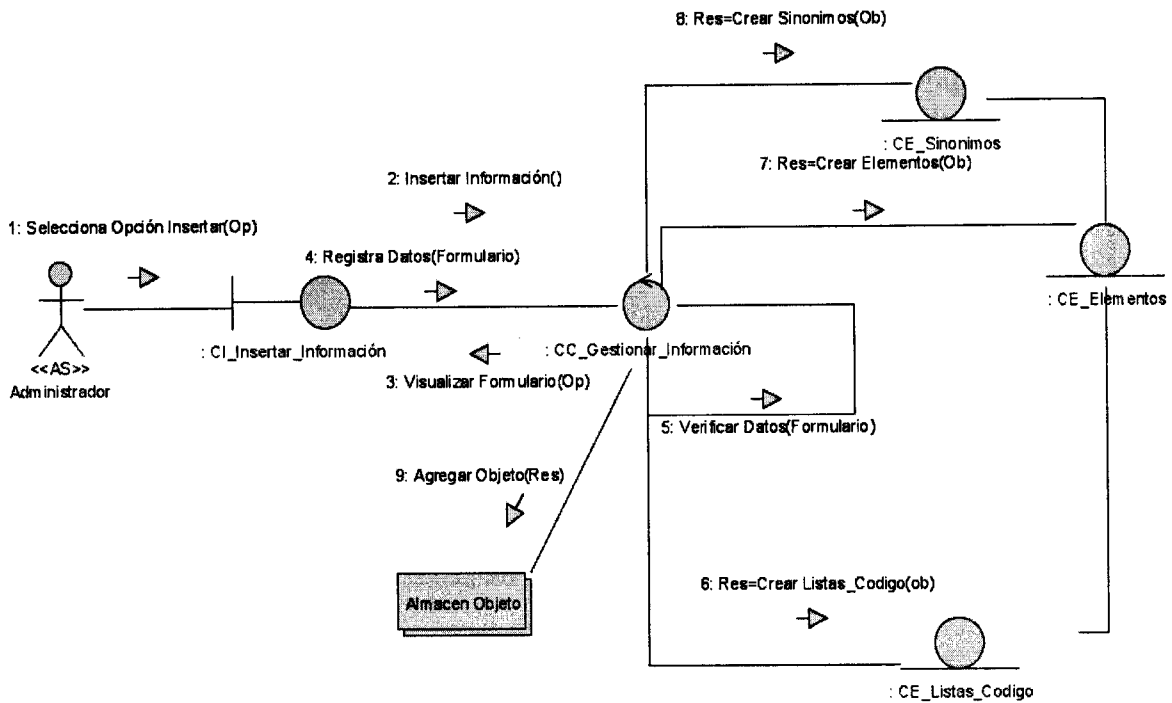 8: Res=Crear Sinonimos(Ob)
: CE_Sinonimos
7: Res=Crear Elementos(Ob)
2: Insertar Información()
1: Selecciona Opción Insertar(Op)
4: Registra Datos(Formulario)
: CE_Elementos
: CI_Insertar_Información
: CC_Gestionar_Información
<<AS>>
Administrador
3: Visualizar Formulario(Op)
5: Verificar Datos(Formulario)
9: Agregar Objeto(Res)
6: Res=Crear Listas_Codigo(ob)
Almacen Objeto
: CE_Listas_Codigo